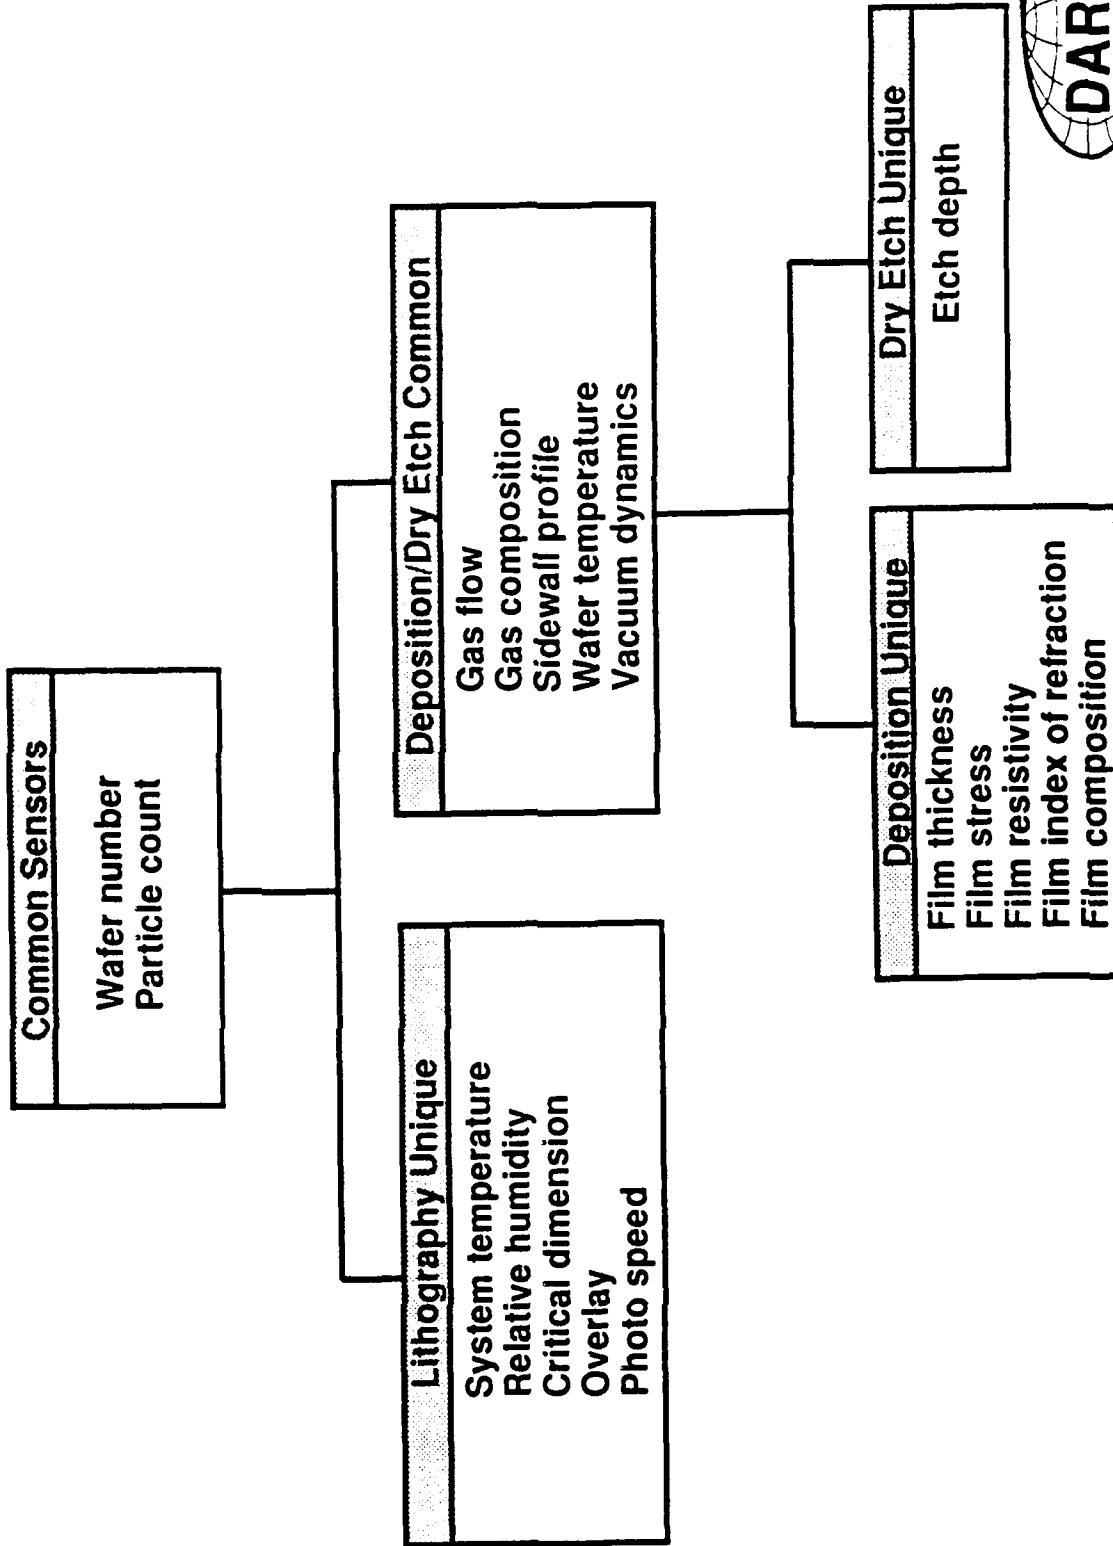 Common Sensors
Wafer number
Particle count
Lithography Unique
System temperature
Relative humidity
Critical dimension
Overlay
Photo speed
Deposition/Dry Etch Common
Gas flow
Gas composition
Sidewall profile
Wafer temperature
Vacuum dynamics
Deposition Unique
Film thickness
Film stress
Film resistivity
Film index of refraction
Film composition
Dry Etch Unique
Etch depth
DAR